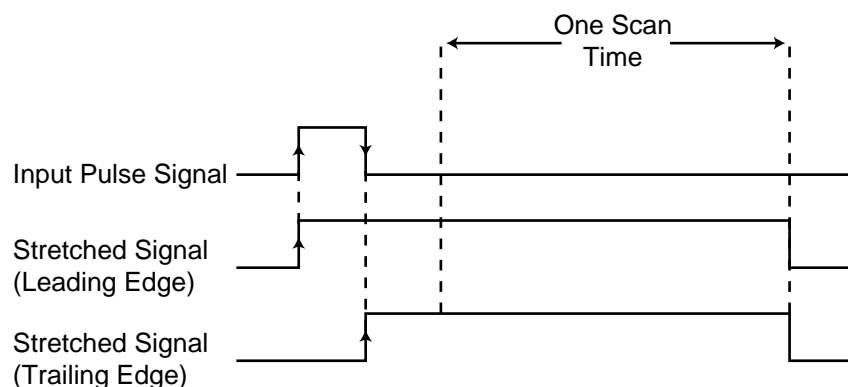 One Scan
Time
Input Pulse Signal
Stretched Signal
(Leading Edge)
Stretched Signal
(Trailing Edge)